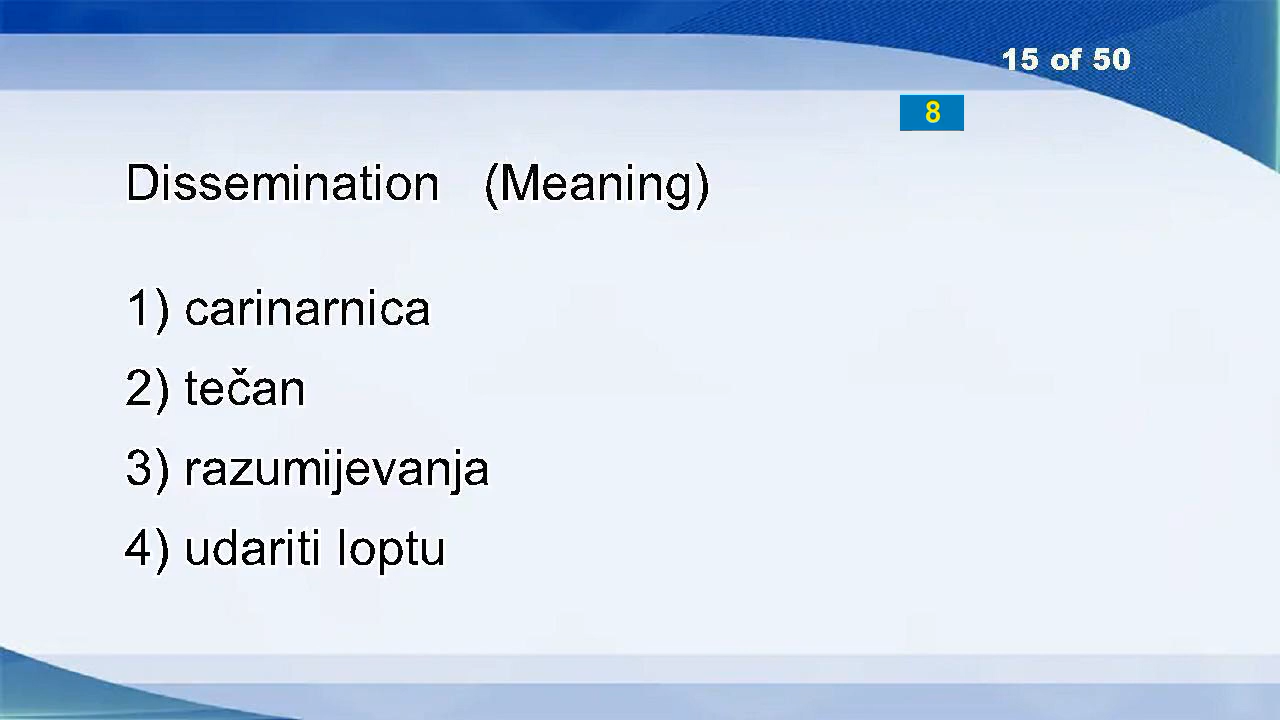 15 of 50
8
Dissemination (Meaning)
1) carinarnica
2) tečan
3) razumijevanja
4) udariti loptu